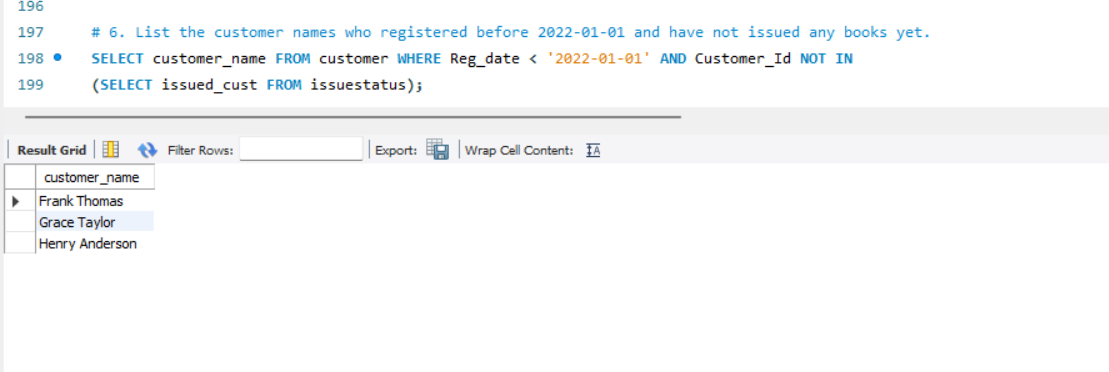 196
197 # 6. List the customer names who registered before 2022-01-01 and have not issued any books yet.
198 SELECT customer_name FROM customer WHERE Reg_date < '2022-01-01' AND Customer_Id NOT IN
199 (SELECT issued_cust FROM issuestatus);
Result Grid Filter Rows: Export: Wrap Cell Content: IA
customer_name
Frank Thomas
Grace Taylor
Henry Anderson